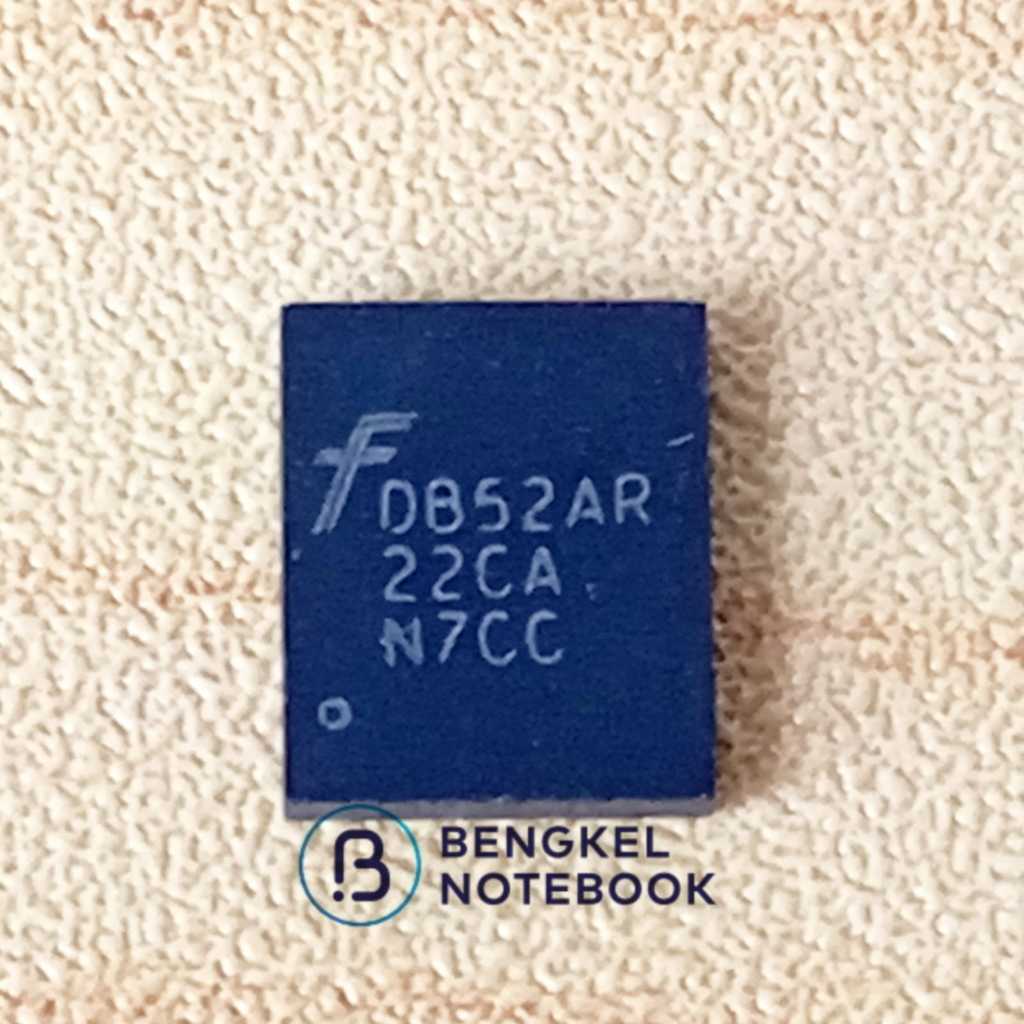 DB52AR
22CA
N7CC
BENGKEL
NOTEBOOK